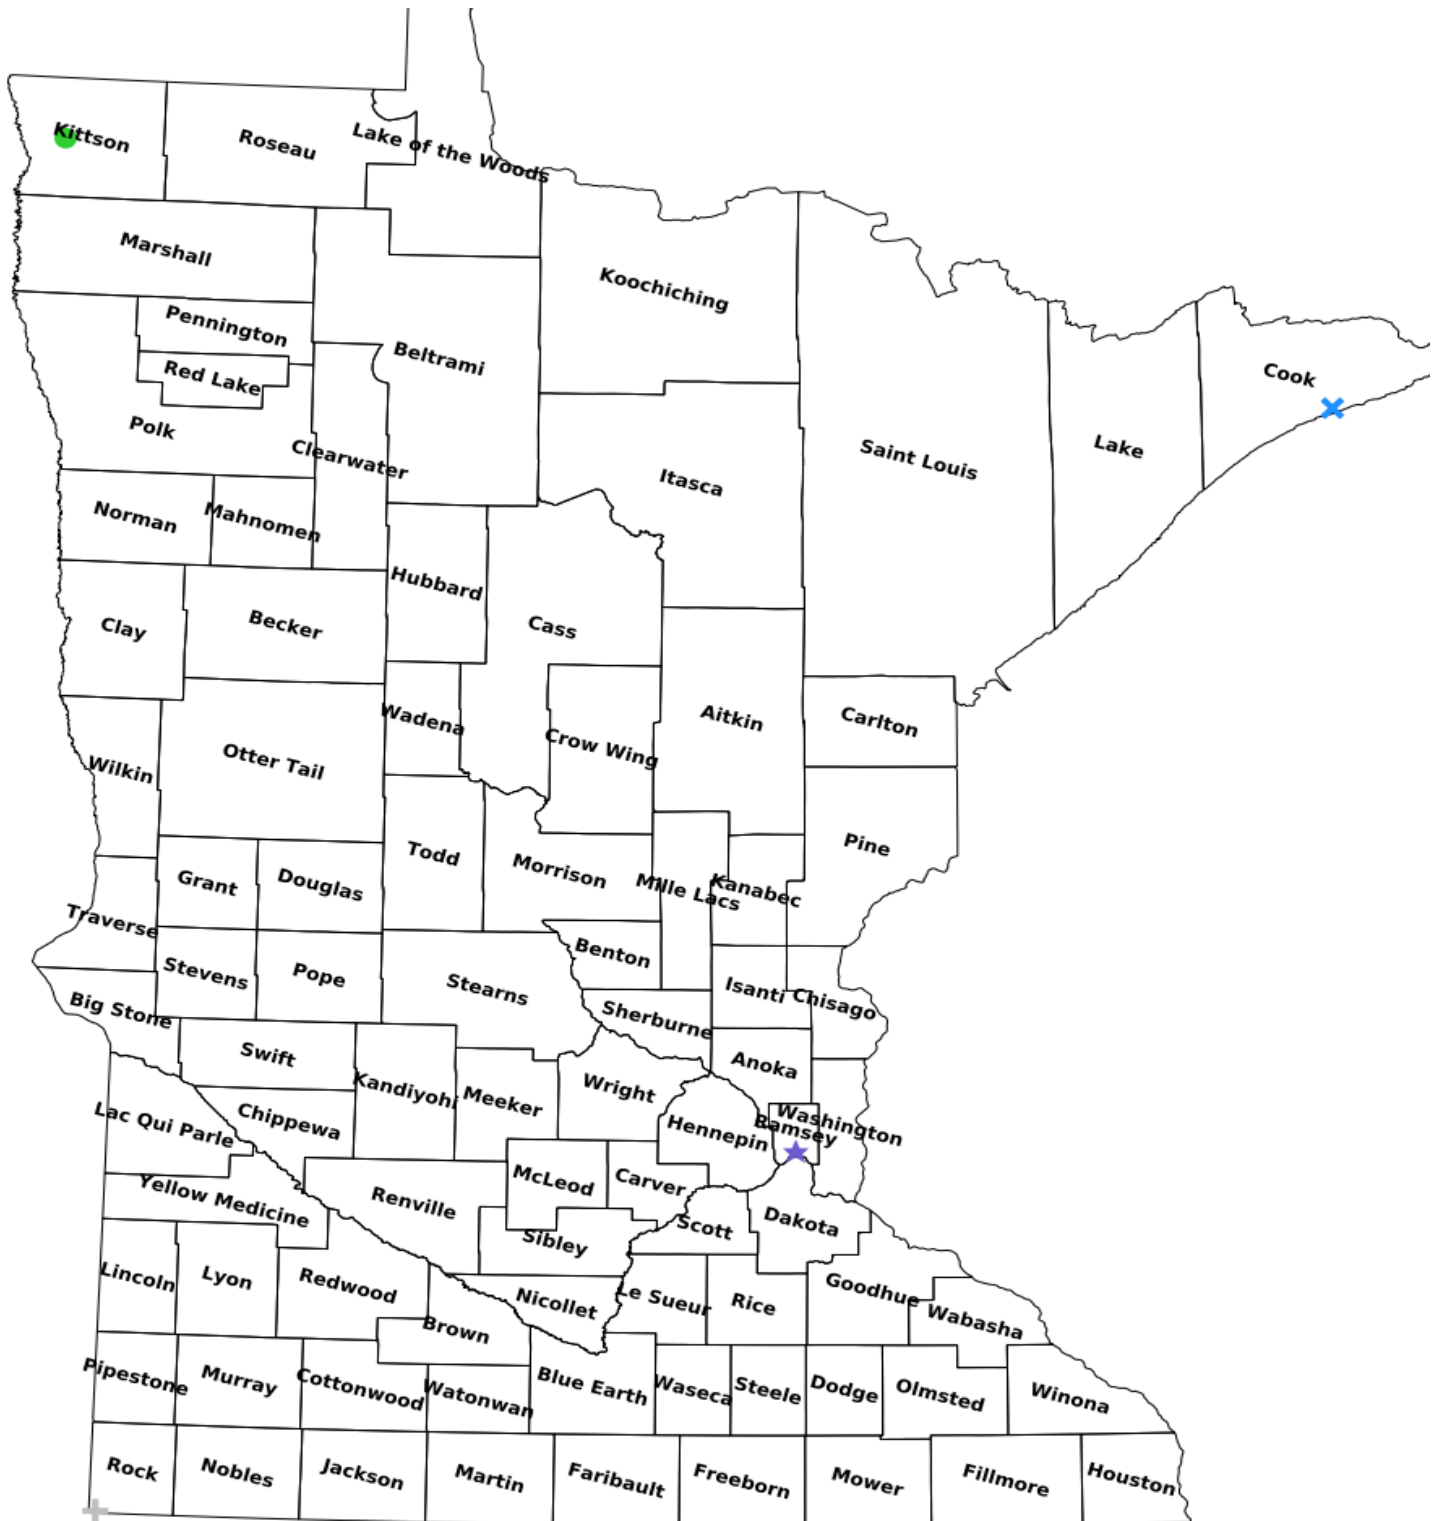 Kittson
Roseau
Lake of the Woods
Marshall
Koochiching
Pennington
Beltrami
Red Lake
Cook
Polk
Clearwater
Saint Louis
Lake
Itasca
Norman
Mahnomen
Hubbard
Clay
Becker
Cass
Wadena
Aitkin
Carlton
Otter Tail
Crow Wing
Wilkin
Todd
Morrison
Pine
Grant
Douglas
Mille Lacs
Kanabec
Traverse
Benton
Stevens
Pope
Stearns
Isanti
Chisago
Big Stone
Sherburne
Swift
Anoka
Kandiyohi
Meeker
Wright
Lac Qui Parle
Chippewa
Hennepin
Washington
Ramsey
Yellow Medicine
Renville
McLeod
Carver
Scott
Dakota
Sibley
Lincoln
Lyon
Redwood
Nicollet
Le Sueur
Rice
Goodhue
Wabasha
Brown
Pipestone
Murray
Cottonwood
Watonwan
Blue Earth
Waseca
Steele
Dodge
Olmsted
Winona
Rock
Nobles
Jackson
Martin
Faribault
Freeborn
Mower
Fillmore
Houston